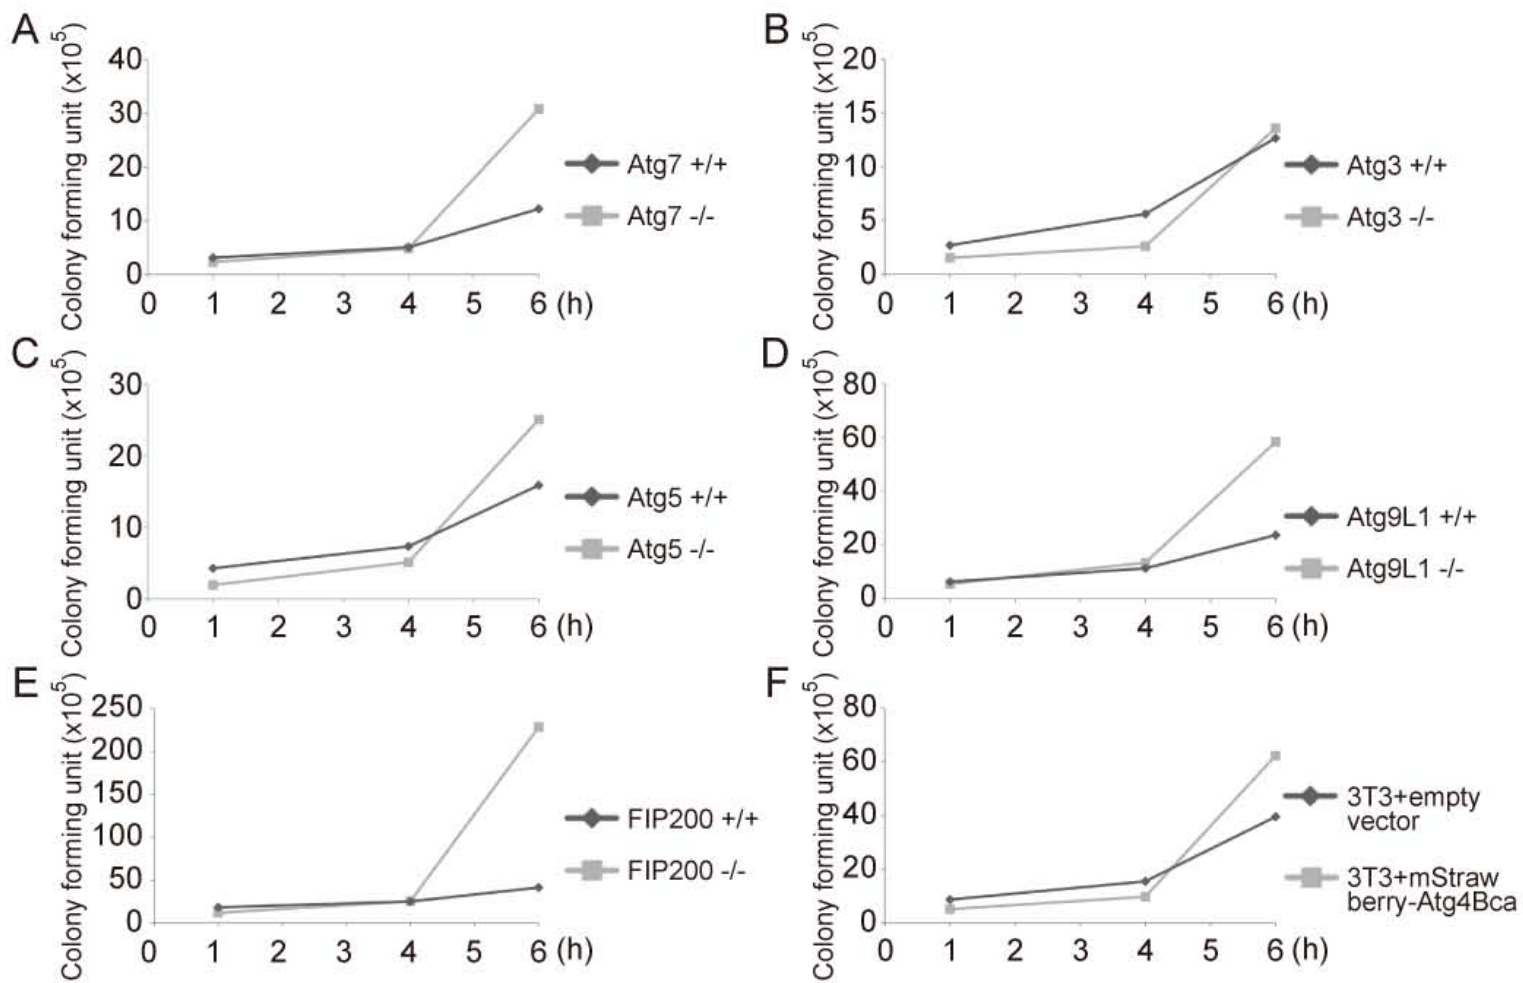 A
Colony forming unit (x10⁵)
40
30
20
10
0
0 1 2 3 4 5 6 (h)
Atg7 +/+
Atg7 -/-
B
Colony forming unit (x10⁵)
20
15
10
5
0
0 1 2 3 4 5 6 (h)
Atg3 +/+
Atg3 -/-
C
Colony forming unit (x10⁵)
30
20
10
0
0 1 2 3 4 5 6 (h)
Atg5 +/+
Atg5 -/-
D
Colony forming unit (x10⁵)
80
60
40
20
0
0 1 2 3 4 5 6 (h)
Atg9L1 +/+
Atg9L1 -/-
E
Colony forming unit (x10⁵)
250
200
150
100
50
0
0 1 2 3 4 5 6 (h)
FIP200 +/+
FIP200 -/-
F
Colony forming unit (x10⁵)
80
60
40
20
0
0 1 2 3 4 5 6 (h)
3T3+empty
vector
3T3+mStraw
berry-Atg4Bca